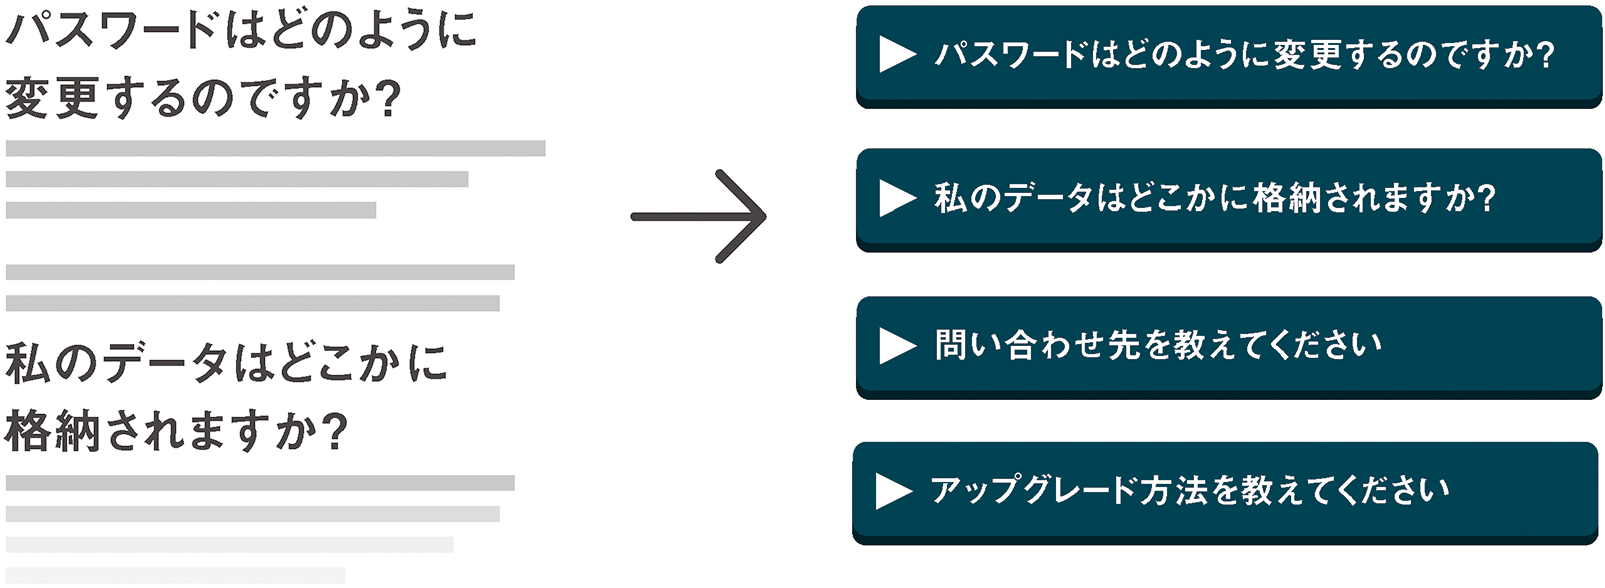 パスワードはどのように
変更するのですか?
私のデータはどこかに
格納されますか?
パスワードはどのように変更するのですか?
私のデータはどこかに格納されますか?
問い合わせ先を教えてください
アップグレード方法を教えてください